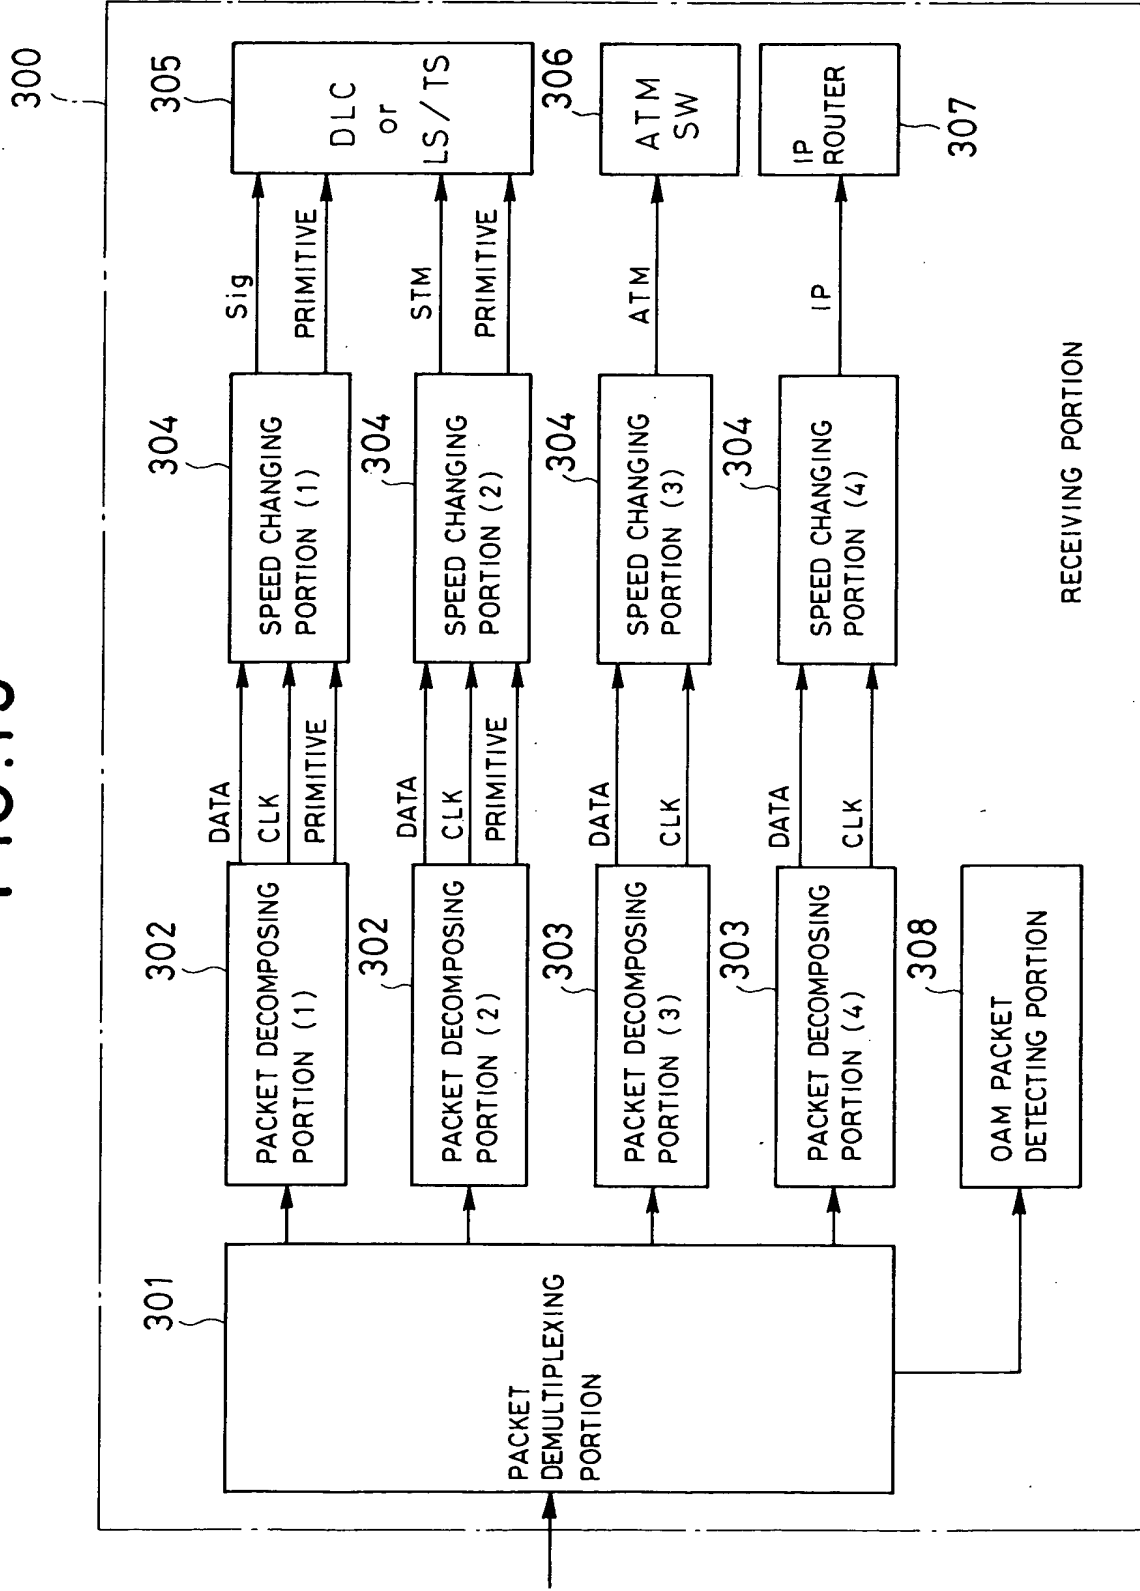 300
301
PACKET
DEMULTIPLEXING
PORTION
302
PACKET DECOMPOSING
PORTION (1)
DATA
CLK
PRIMITIVE
304
SPEED CHANGING
PORTION (1)
Sig
PRIMITIVE
305
DLC
or
LS/TS
302
PACKET DECOMPOSING
PORTION (2)
DATA
CLK
PRIMITIVE
304
SPEED CHANGING
PORTION (2)
STM
PRIMITIVE
303
PACKET DECOMPOSING
PORTION (3)
DATA
CLK
304
SPEED CHANGING
PORTION (3)
ATM
306
ATM
SW
303
PACKET DECOMPOSING
PORTION (4)
DATA
CLK
304
SPEED CHANGING
PORTION (4)
IP
IP
ROUTER
307
308
OAM PACKET
DETECTING PORTION
RECEIVING PORTION